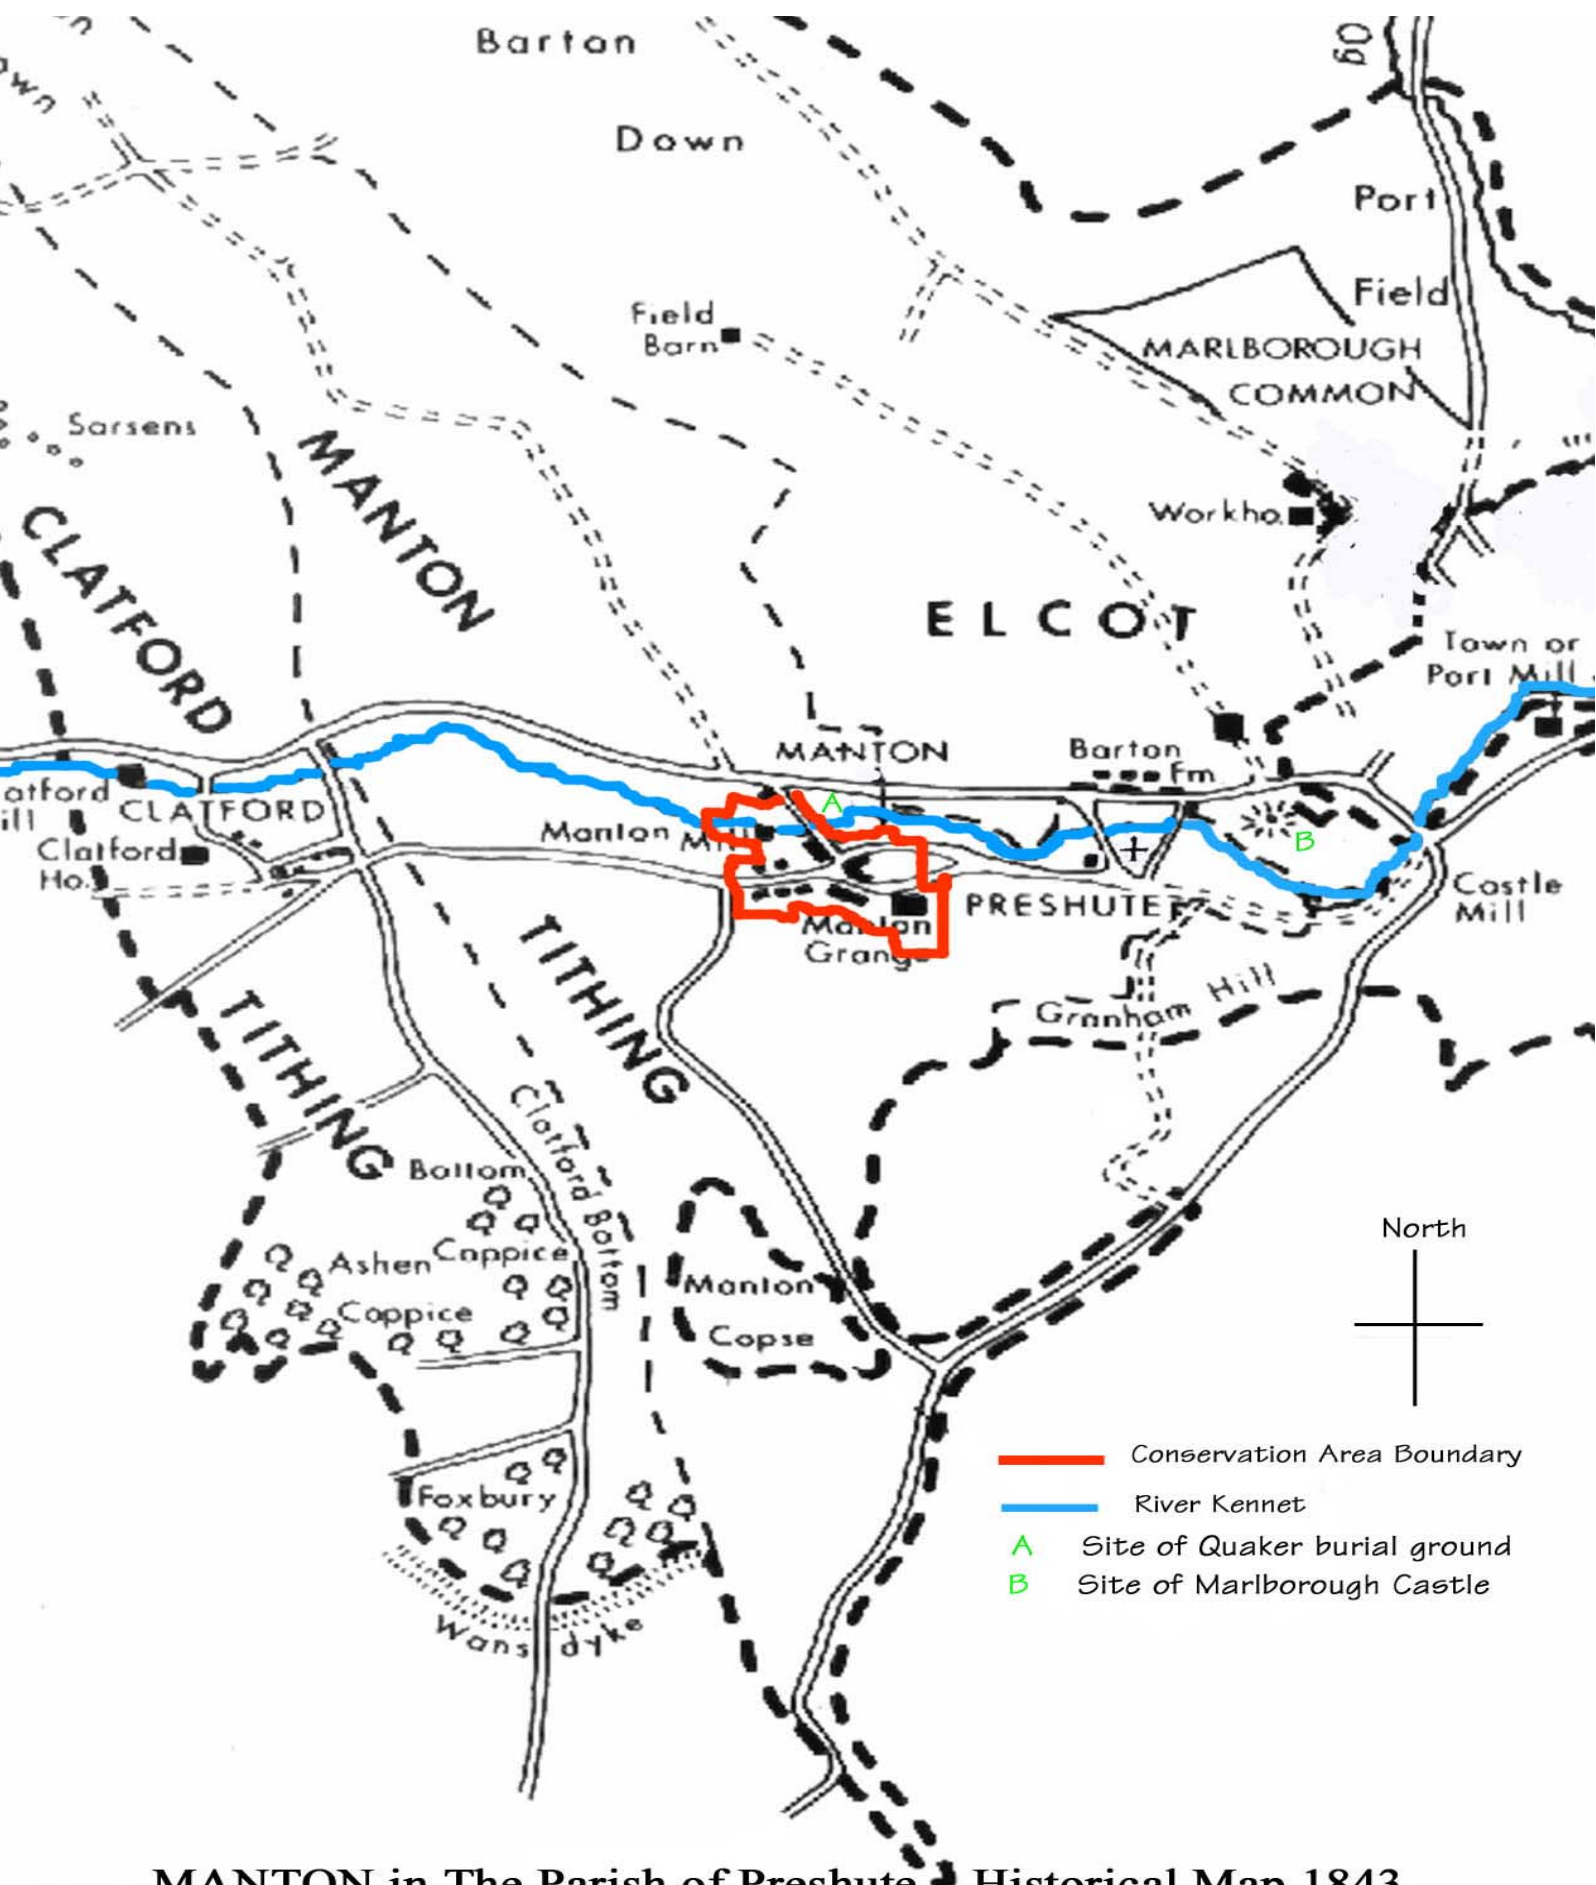 Barton
Down
Og
Port
Field
MARLBOROUGH
COMMON
Field
Barn
Sarsens
MANTON
CLATFORD
Workho.
ELCOT
Town or
Port Mill
MANTON
Barton
Fm
A
B
CLATFORD
Clatford
Ho.
Manton
PRESHUTE
Castle
Mill
Manton
Grange
Granham Hill
TITHING
TITHING
Clatford Bottom
Bottom
Coppice
Ashen
Coppice
Manton
Copse
Foxbury
Wansdyke
North
Conservation Area Boundary
River Kennet
A Site of Quaker burial ground
B Site of Marlborough Castle
MANTON in The Parish of Preshute Historical Map 1843